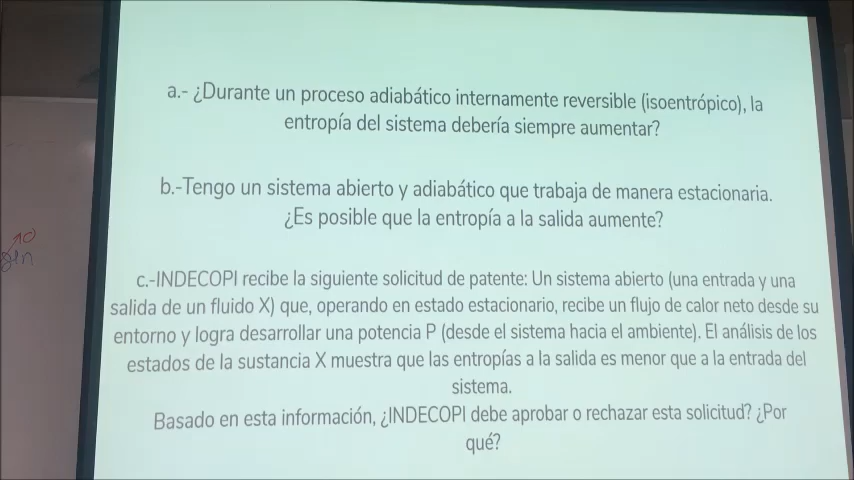 a.- ¿Durante un proceso adiabático internamente reversible (isoentrópico), la
entropía del sistema debería siempre aumentar?
b.-Tengo un sistema abierto y adiabático que trabaja de manera estacionaria.
¿Es posible que la entropía a la salida aumente?
c.-INDECOPI recibe la siguiente solicitud de patente: Un sistema abierto (una entrada y una
salida de un fluido X) que, operando en estado estacionario, recibe un flujo de calor neto desde su
entorno y logra desarrollar una potencia P (desde el sistema hacia el ambiente). El análisis de los
estados de la sustancia X muestra que las entropías a la salida es menor que a la entrada del
sistema.
Basado en esta información, ¿INDECOPI debe aprobar o rechazar esta solicitud? ¿Por
qué?